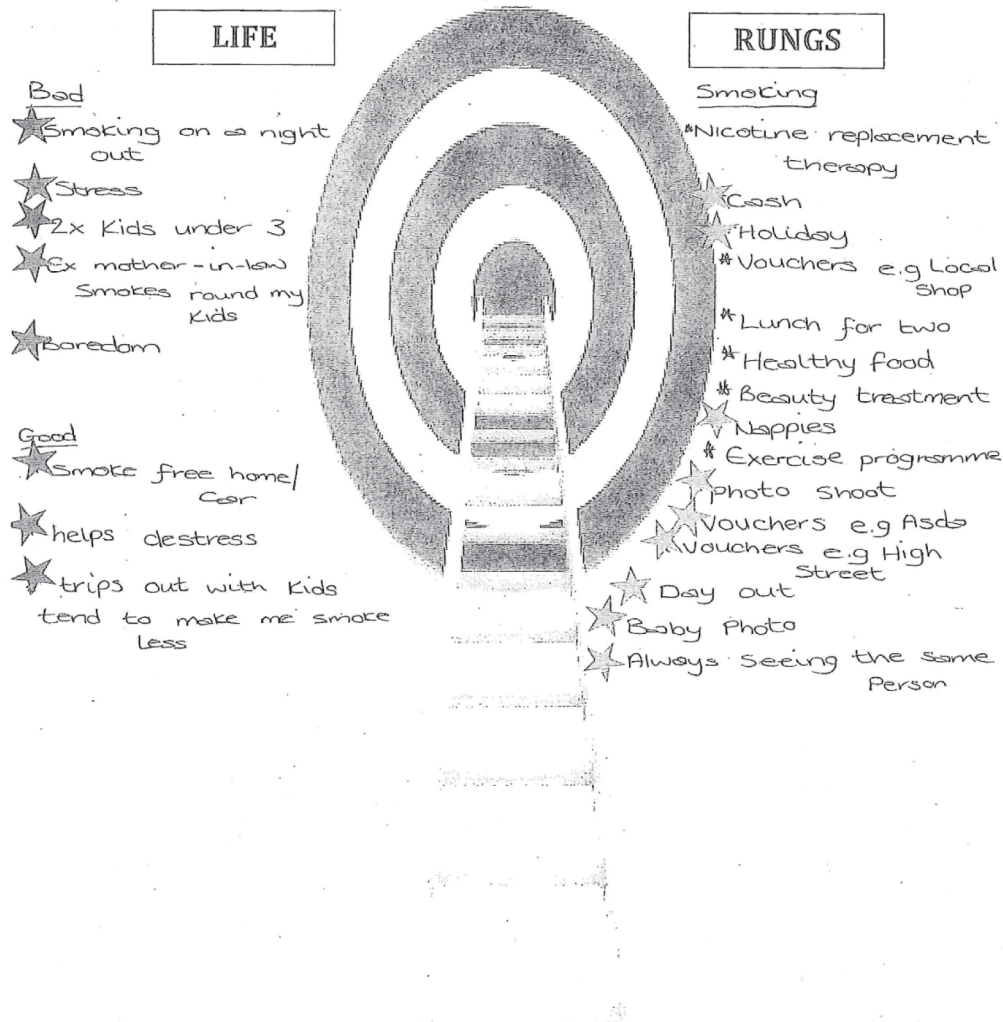 LIFE
Bad
Smoking on a night
out
Stress
2x Kids under 3
Ex mother-in-law
Smokes round my
Kids
Boredom
Good
Smoke free home/
Car
helps destress
trips out with Kids
tend to make me smoke
Less
RUNGS
Smoking
*Nicotine replacement
therapy
Cash
Holiday
*Vouchers e.g Local
Shop
*Lunch for two
*Healthy food
*Beauty treatment
Nappies
*Exercise programme
Photo shoot
Vouchers e.g Asda
Vouchers e.g High
Street
Day out
Baby Photo
Always seeing the same
Person